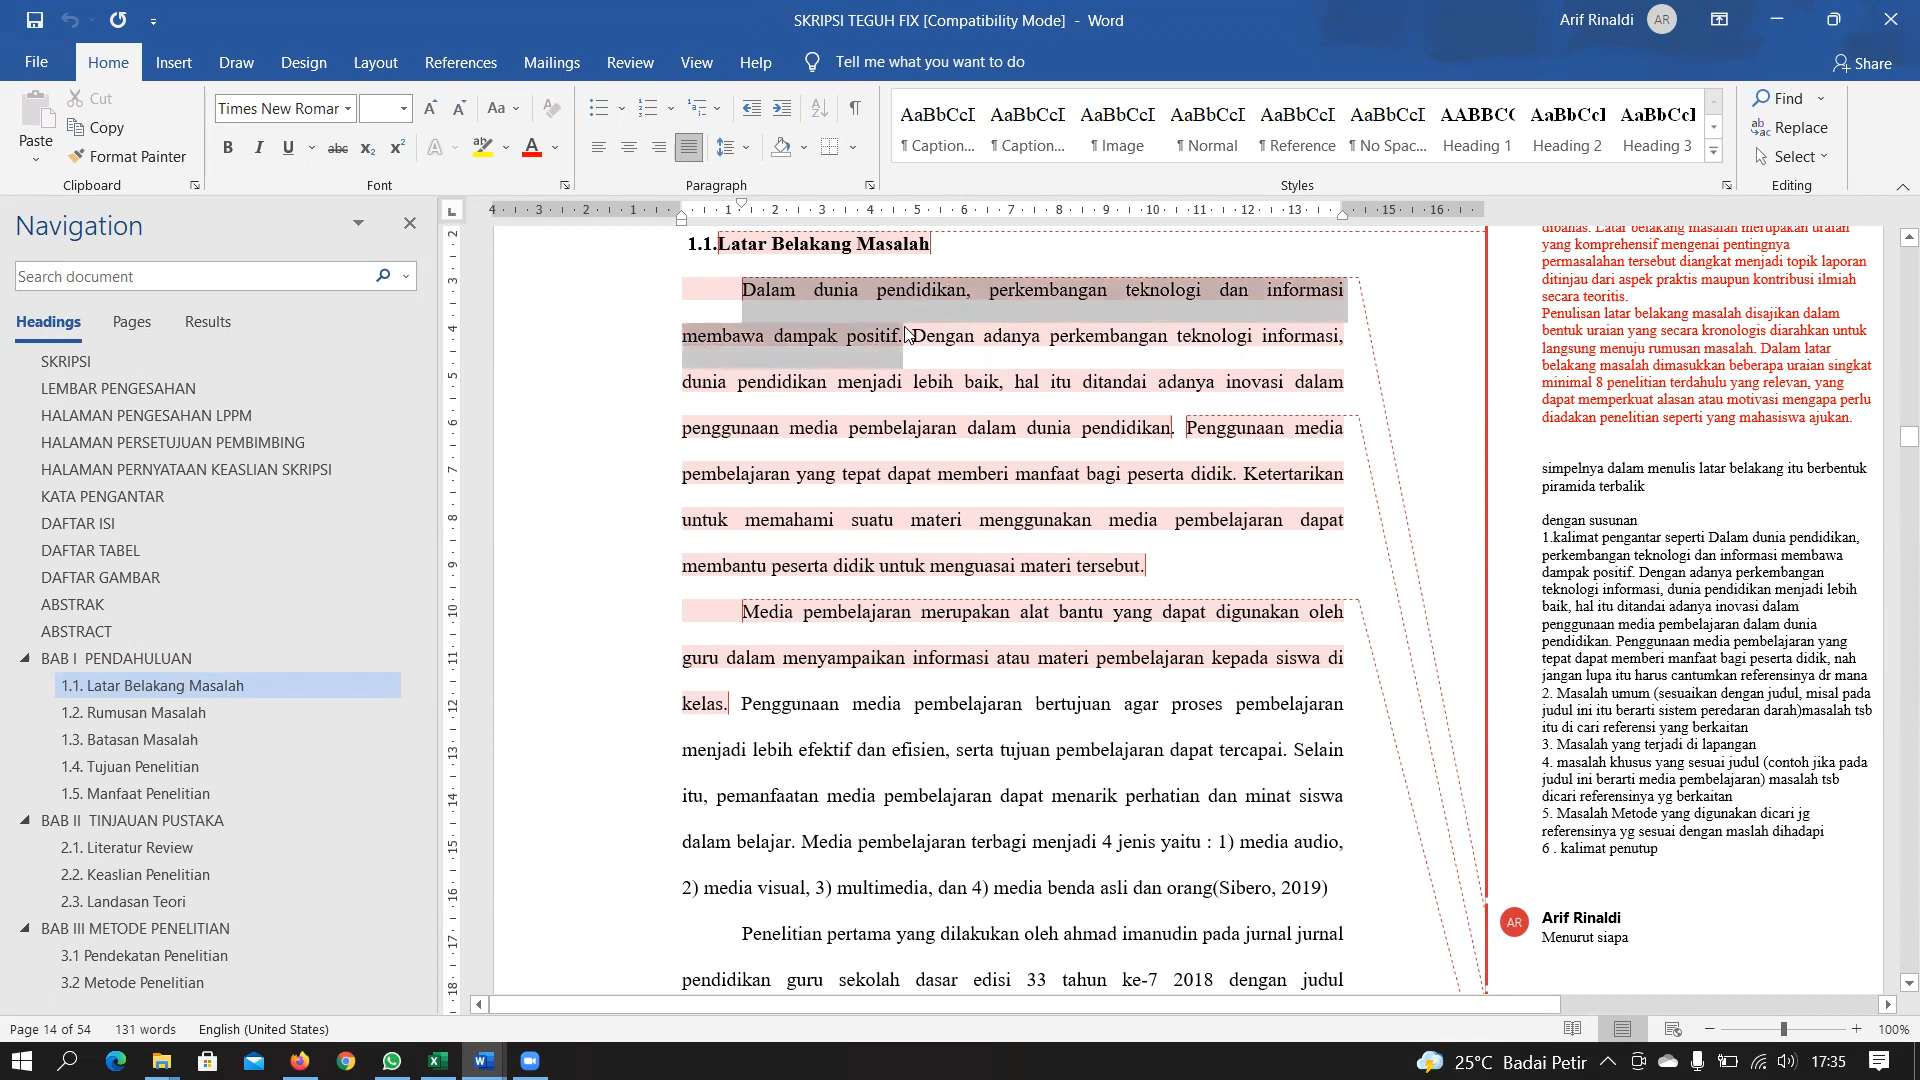 SKRIPSI TEGUH FIX [Compatibility Mode] - Word
Arif Rinaldi
AR
File
Home
Insert
Draw
Design
Layout
References
Mailings
Review
View
Help
Tell me what you want to do
Share
Paste
Cut
Copy
Format Painter
Clipboard
Times New Romar
Font
Paragraph
AaBbCcI AaBbCcI AaBbCcI AaBbCcI AaBbCcI AaBbCcI AABBC( AaBbCc] AaBbCc]
¶ Caption... ¶ Caption... ¶ Image ¶ Normal ¶ Reference ¶ No Spac... Heading 1 Heading 2 Heading 3
Styles
Find
Replace
Select
Editing
Navigation
Search document
Headings
Pages
Results
SKRIPSI
LEMBAR PENGESAHAN
HALAMAN PENGESAHAN LPPM
HALAMAN PERSETUJUAN PEMBIMBING
HALAMAN PERNYATAAN KEASLIAN SKRIPSI
KATA PENGANTAR
DAFTAR ISI
DAFTAR TABEL
DAFTAR GAMBAR
ABSTRAK
ABSTRACT
BAB I PENDAHULUAN
1.1. Latar Belakang Masalah
1.2. Rumusan Masalah
1.3. Batasan Masalah
1.4. Tujuan Penelitian
1.5. Manfaat Penelitian
BAB II TINJAUAN PUSTAKA
2.1. Literatur Review
2.2. Keaslian Penelitian
2.3. Landasan Teori
BAB III METODE PENELITIAN
3.1 Pendekatan Penelitian
3.2 Metode Penelitian
1.1.Latar Belakang Masalah
Dalam dunia pendidikan, perkembangan teknologi dan informasi
membawa dampak positif. Dengan adanya perkembangan teknologi informasi,
dunia pendidikan menjadi lebih baik, hal itu ditandai adanya inovasi dalam
penggunaan media pembelajaran dalam dunia pendidikan. Penggunaan media
pembelajaran yang tepat dapat memberi manfaat bagi peserta didik. Ketertarikan
untuk memahami suatu materi menggunakan media pembelajaran dapat
membantu peserta didik untuk menguasai materi tersebut.
Media pembelajaran merupakan alat bantu yang dapat digunakan oleh
guru dalam menyampaikan informasi atau materi pembelajaran kepada siswa di
kelas. Penggunaan media pembelajaran bertujuan agar proses pembelajaran
menjadi lebih efektif dan efisien, serta tujuan pembelajaran dapat tercapai. Selain
itu, pemanfaatan media pembelajaran dapat menarik perhatian dan minat siswa
dalam belajar. Media pembelajaran terbagi menjadi 4 jenis yaitu : 1) media audio,
2) media visual, 3) multimedia, dan 4) media benda asli dan orang(Sibero, 2019)
Penelitian pertama yang dilakukan oleh ahmad imanudin pada jurnal jurnal
pendidikan guru sekolah dasar edisi 33 tahun ke-7 2018 dengan judul
dibahas. Latar belakang masalah merupakan uraian
yang komprehensif mengenai pentingnya
permasalahan tersebut diangkat menjadi topik laporan
ditinjau dari aspek praktis maupun kontribusi ilmiah
secara teoritis.
Penulisan latar belakang masalah disajikan dalam
bentuk uraian yang secara kronologis diarahkan untuk
langsung menuju rumusan masalah. Dalam latar
belakang masalah dimasukkan beberapa uraian singkat
minimal 8 penelitian terdahulu yang relevan, yang
dapat memperkuat alasan atau motivasi mengapa perlu
diadakan penelitian seperti yang mahasiswa ajukan.
simpelnya dalam menulis latar belakang itu berbentuk
piramida terbalik
dengan susunan
1.kalimat pengantar seperti Dalam dunia pendidikan,
perkembangan teknologi dan informasi membawa
dampak positif. Dengan adanya perkembangan
teknologi informasi, dunia pendidikan menjadi lebih
baik, hal itu ditandai adanya inovasi dalam
penggunaan media pembelajaran dalam dunia
pendidikan. Penggunaan media pembelajaran yang
tepat dapat memberi manfaat bagi peserta didik, nah
jangan lupa itu harus cantumkan referensinya dr mana
2. Masalah umum (sesuaikan dengan judul, misal pada
judul ini itu berarti sistem peredaran darah)masalah tsb
itu di cari referensi yang berkaitan
3. Masalah yang terjadi di lapangan
4. masalah khusus yang sesuai judul (contoh jika pada
judul ini berarti media pembelajaran) masalah tsb
dicari referensinya yg berkaitan
5. Masalah Metode yang digunakan dicari jg
referensinya yg sesuai dengan maslah dihadapi
6 . kalimat penutup
AR
Arif Rinaldi
Menurut siapa
Page 14 of 54
131 words
English (United States)
100%
25°C Badai Petir
17:35